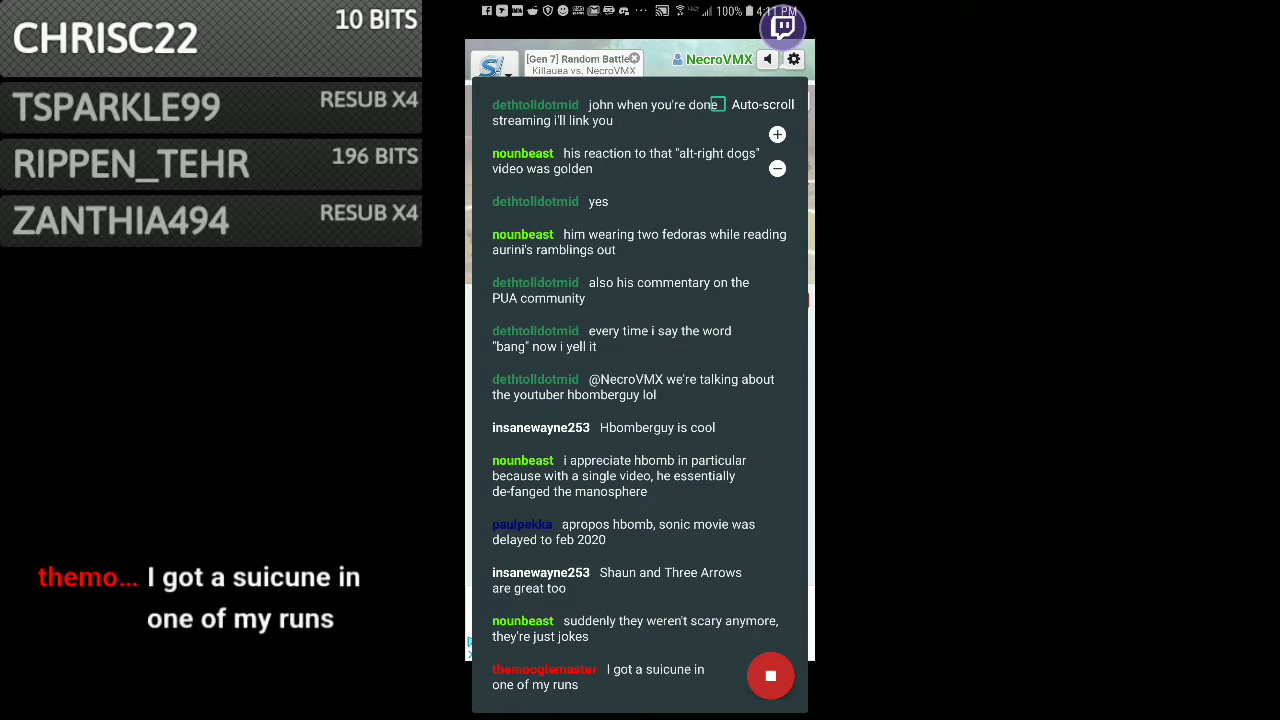 CHRISC22 10 BITS
TSPARKLE99 RESUB X4
RIPPEN_TEHR 196 BITS
ZANTHIA494 RESUB X4
themo... I got a suicune in
one of my runs
100% 4:11 PM
[Gen 7] Random Battle
Killauea vs. NecroVMX
NecroVMX
dethtolldotmid john when you're done
streaming i'll link you
Auto-scroll
nounbeast his reaction to that "alt-right dogs"
video was golden
dethtolldotmid yes
nounbeast him wearing two fedoras while reading
aurini's ramblings out
dethtolldotmid also his commentary on the
PUA community
dethtolldotmid every time i say the word
"bang" now i yell it
dethtolldotmid @NecroVMX we're talking about
the youtuber hbomberguy lol
insanewayne253 Hbomberguy is cool
nounbeast i appreciate hbomb in particular
because with a single video, he essentially
de-fanged the manosphere
paulpekka apropos hbomb, sonic movie was
delayed to feb 2020
insanewayne253 Shaun and Three Arrows
are great too
nounbeast suddenly they weren't scary anymore,
they're just jokes
themooglemaster I got a suicune in
one of my runs